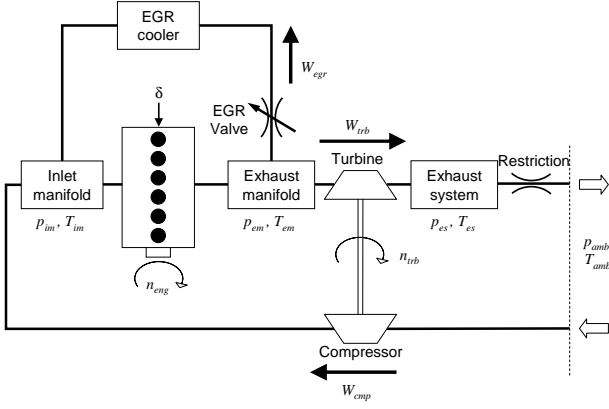 EGR
cooler
W_egr
δ
EGR
Valve
W_trb
Turbine
Restriction
Inlet
manifold
Exhaust
manifold
Exhaust
system
p_im, T_im
p_em, T_em
p_es, T_es
p_amb
T_amb
n_eng
n_trb
Compressor
W_cmp